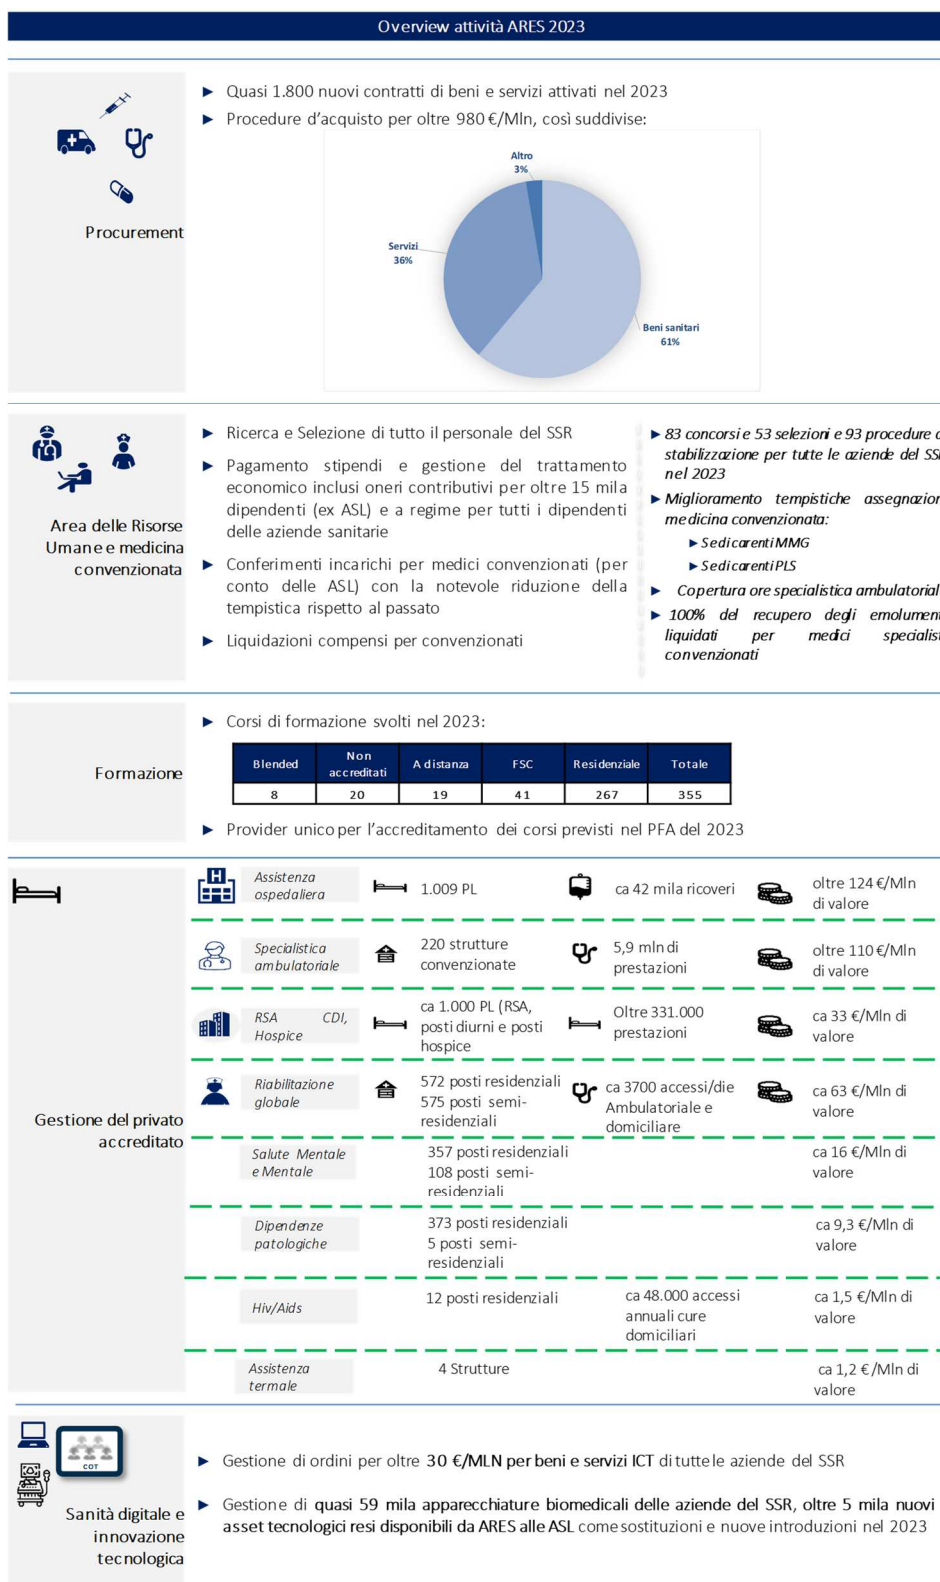 Overview attività ARES 2023
► Quasi 1.800 nuovi contratti di beni e servizi attivati nel 2023
► Procedure d'acquisto per oltre 980 €/Mln, così suddivise:
Altro
3%
Servizi
36%
Beni sanitari
61%
Procurement
► Ricerca e Selezione di tutto il personale del SSR
► Pagamento stipendi e gestione del trattamento
economico inclusi oneri contributivi per oltre 15 mila
dipendenti (ex ASL) e a regime per tutti i dipendenti
delle aziende sanitarie
► Conferimenti incarichi per medici convenzionati (per
conto delle ASL) con la notevole riduzione della
tempistica rispetto al passato
► Liquidazioni compensi per convenzionati
► 83 concorsi e 53 selezioni e 93 procedure
stabilizzazione per tutte le aziende del
nel 2023
► Miglioramento tempistiche
medicina convenzionata:
► Sedi carenti MMG
► Sedi carenti PLS
► Copertura ore specialistica
► 100% del recupero degli
liquidati per medici
convenzionati
Area delle Risorse
Umane e medicina
convenzionata
► Corsi di formazione svolti nel 2023:
Blended Non accreditati A distanza FSC Residenziale Totale
8 20 19 41 267 355
► Provider unico per l'accreditamento dei corsi previsti nel PFA del 2023
Formazione
Assistenza
ospedaliera
1.009 PL
ca 42 mila ricoveri
oltre 124 €/Mln
di valore
Specialistica
ambulatoriale
220 strutture
convenzionate
5,9 mln di
prestazioni
oltre 110 €/Mln
di valore
RSA CDI,
Hospice
ca 1.000 PL (RSA,
posti diurni e posti
hospice
Oltre 331.000
prestazioni
ca 33 €/Mln di
valore
Riabilitazione
globale
572 posti residenziali
575 posti semi-
residenziali
ca 3700 accessi/die
Ambulatoriale e
domiciliare
ca 63 €/Mln di
valore
Gestione del privato
accreditato
Salute Mentale
e Mentale
357 posti residenziali
108 posti semi-
residenziali
ca 16 €/Mln di
valore
Dipendenze
patologiche
373 posti residenziali
5 posti semi-
residenziali
ca 9,3 €/Mln di
valore
Hiv/Aids
12 posti residenziali
ca 48.000 accessi
annuali cure
domiciliari
ca 1,5 €/Mln di
valore
Assistenza
termale
4 Strutture
ca 1,2 €/Mln di
valore
COT
Sanità digitale e
innovazione
tecnologica
► Gestione di ordini per oltre 30 €/MLN per beni e servizi ICT di tutte le aziende del SSR
► Gestione di quasi 59 mila apparecchiature biomedicali delle aziende del SSR, oltre 5 mila nuovi
asset tecnologici resi disponibili da ARES alle ASL come sostituzioni e nuove introduzioni nel 2023